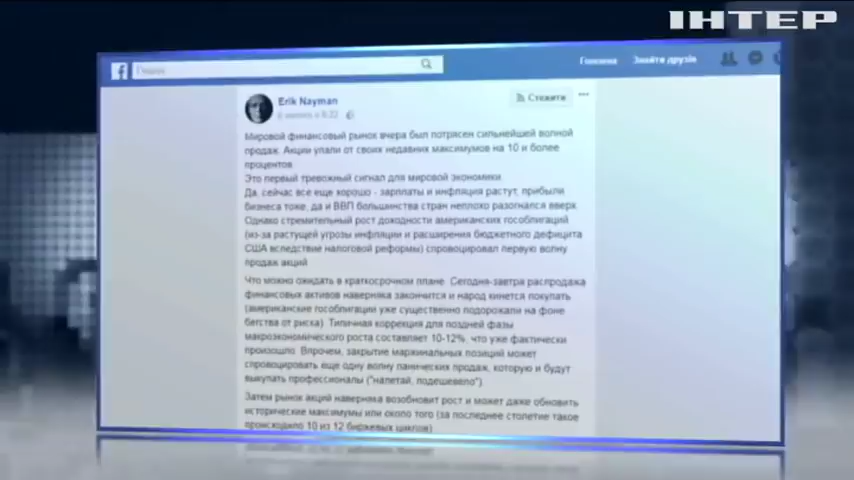 ІНТЕР
Пошук
Головна
Знайти друзів
Erik Nayman
Стежити
Мировой финансовый рынок вчера был потрясен сильнейшей волной
продаж. Акции упали от своих недавних максимумов на 10 и более
процентов.
Это первый тревожный сигнал для мировой экономики
Да, сейчас все еще хорошо - зарплаты и инфляция растут, прибыли
бизнеса тоже, да и ВВП большинства стран неплохо разогнался вверх.
Однако стремительный рост доходности американских гособлигаций
(из-за растущей угрозы инфляции и расширения бюджетного дефицита
США вследствие налоговой реформы) спровоцировал первую волну
продаж акций
Что можно ожидать в краткосрочном плане. Сегодня-завтра распродажа
финансовых активов наверняка закончится и народ кинется покупать
(американские гособлигации уже существенно подорожали на фоне
бегства от риска). Типичная коррекция для поздней фазы
макроэкономического роста составляет 10-12%, что уже фактически
произошло. Впрочем, закрытие маржинальных позиций может
спровоцировать еще одну волну панических продаж, которую и будут
выкупать профессионалы ("налетай, подешевело")
Затем рынок акций наверняка возобновит рост и может даже обновить
исторические максимумы или около того (за последнее столетие такое
происходило 10 из 12 биржевых циклов)